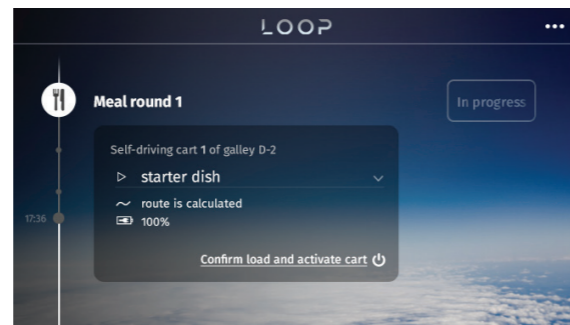 LOOP
Meal round 1
In progress
Self-driving cart 1 of galley D-2
starter dish
route is calculated
17:36
100%
Confirm load and activate cart